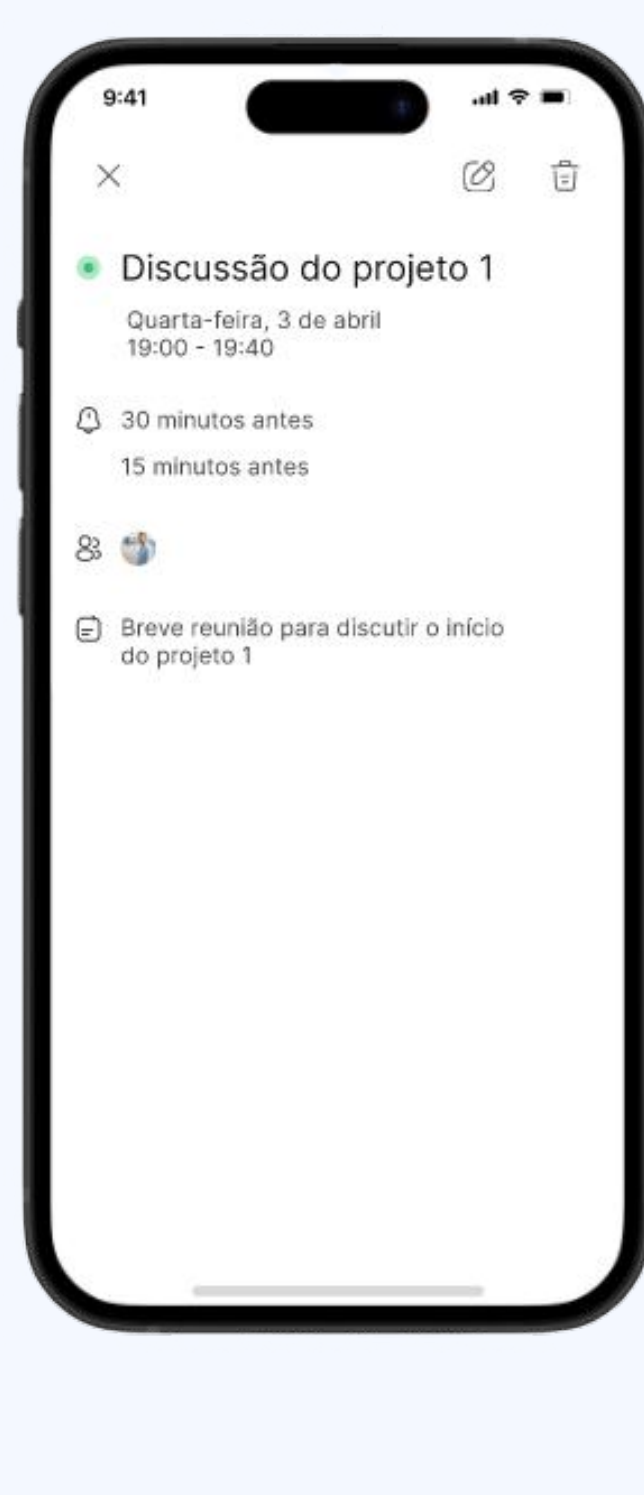 9:41
Discussão do projeto 1
Quarta-feira, 3 de abril
19:00 - 19:40
30 minutos antes
15 minutos antes
Breve reunião para discutir o início
do projeto 1